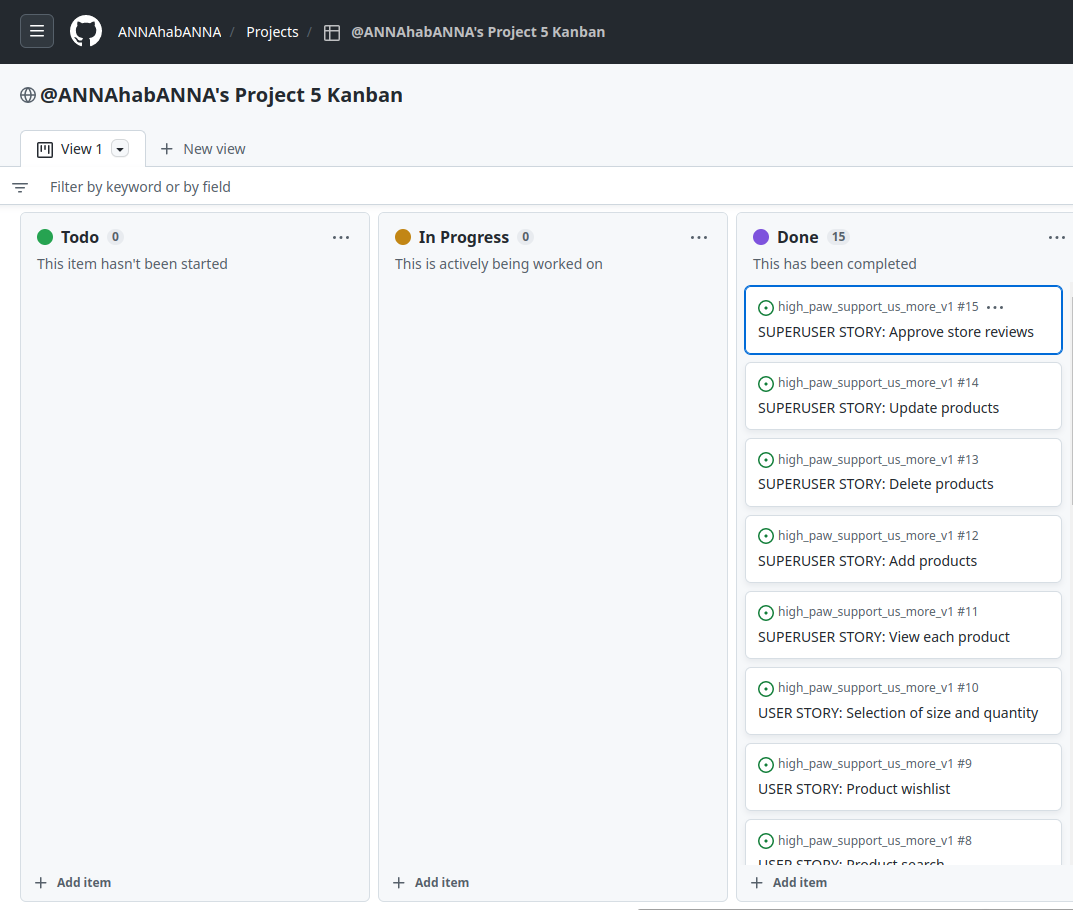 ANNAhabANNA / Projects / @ANNAhabANNA's Project 5 Kanban
@ANNAhabANNA's Project 5 Kanban
View 1
New view
Filter by keyword or by field
Todo 0
This item hasn't been started
Add item
In Progress 0
This is actively being worked on
Add item
Done 15
This has been completed
high_paw_support_us_more_v1 #15
SUPERUSER STORY: Approve store reviews
high_paw_support_us_more_v1 #14
SUPERUSER STORY: Update products
high_paw_support_us_more_v1 #13
SUPERUSER STORY: Delete products
high_paw_support_us_more_v1 #12
SUPERUSER STORY: Add products
high_paw_support_us_more_v1 #11
SUPERUSER STORY: View each product
high_paw_support_us_more_v1 #10
USER STORY: Selection of size and quantity
high_paw_support_us_more_v1 #9
USER STORY: Product wishlist
high_paw_support_us_more_v1 #8
USER STORY: Product search
Add item